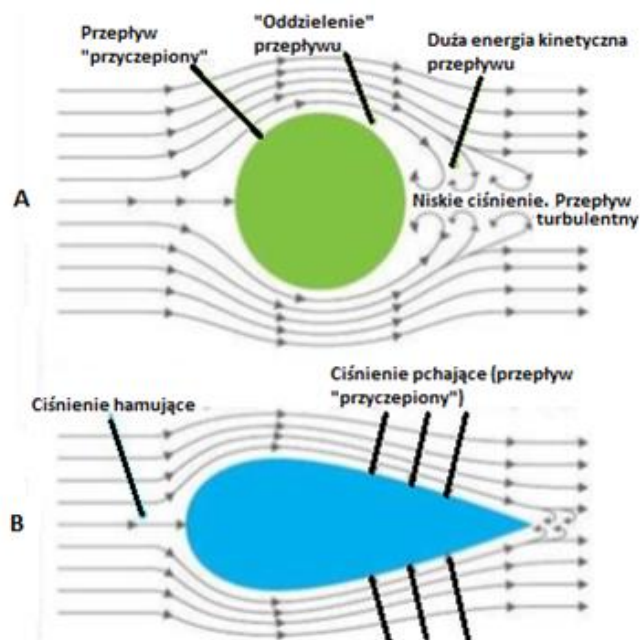 Przepływ
"przyczepiony"
"Oddzielenie"
przepływu
Duża energia kinetyczna
przepływu
A
Niskie ciśnienie. Przepływ
turbulentny
Ciśnienie pchające (przepływ
"przyczepiony")
Ciśnienie hamujące
B